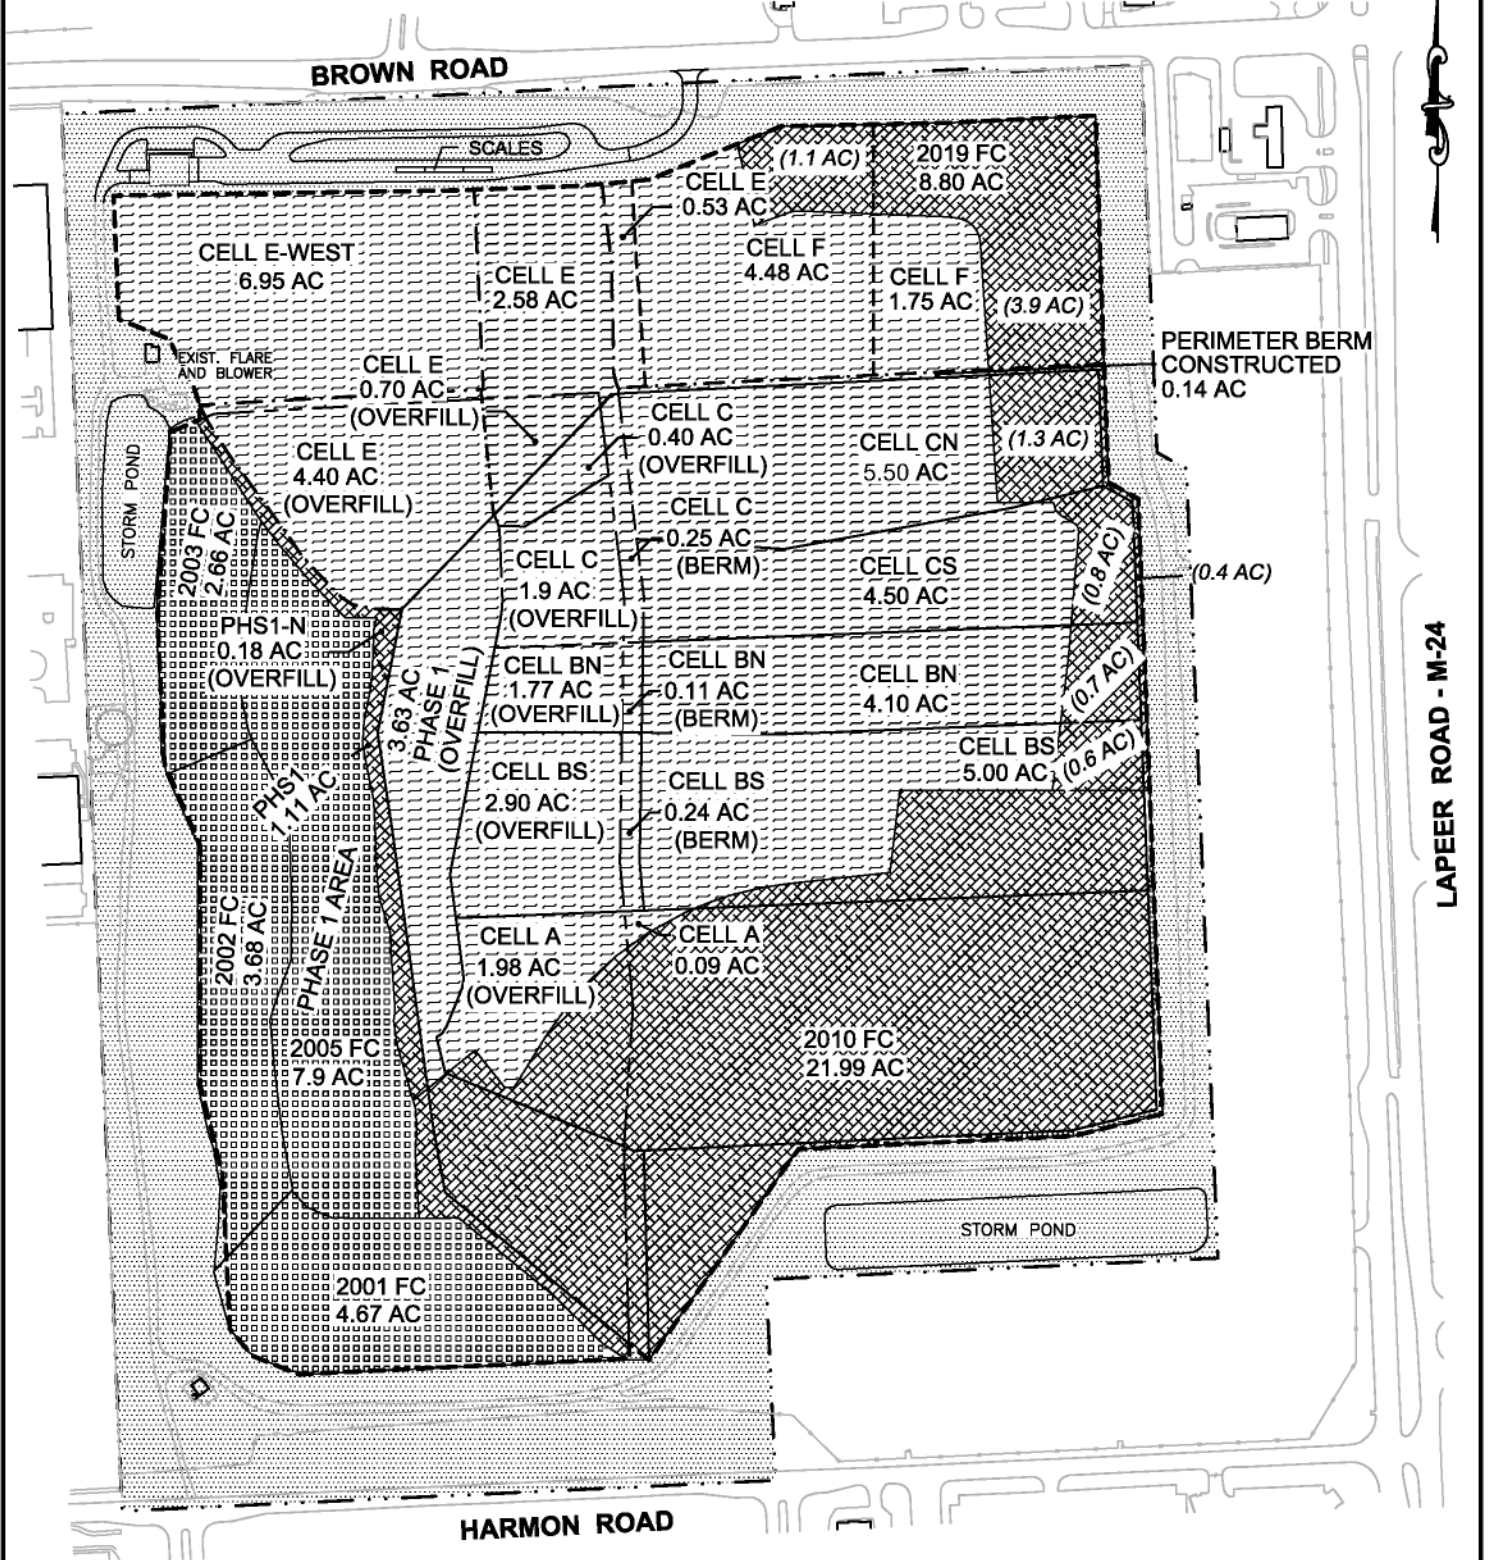 BROWN ROAD
SCALES
(1.1 AC)
2019 FC
8.80 AC
CELL E
0.53 AC
CELL E-WEST
6.95 AC
CELL E
2.58 AC
CELL F
4.48 AC
CELL F
1.75 AC
(3.9 AC)
PERIMETER BERM
CONSTRUCTED
0.14 AC
EXIST. FLARE
AND BLOWER
CELL E
0.70 AC
(OVERFILL)
CELL C
0.40 AC
(OVERFILL)
CELL CN
5.50 AC
(1.3 AC)
STORM POND
CELL E
4.40 AC
(OVERFILL)
2003 FC
2.66 AC
CELL C
0.25 AC
(BERM)
CELL C
1.9 AC
(OVERFILL)
CELL CS
4.50 AC
(0.8 AC)
(0.4 AC)
PHS1-N
0.18 AC
(OVERFILL)
3.63 AC
PHASE 1
(OVERFILL)
CELL BN
1.77 AC
(OVERFILL)
CELL BN
0.11 AC
(BERM)
CELL BN
4.10 AC
(0.7 AC)
LAPEER ROAD - M-24
PHS1
1.11 AC
CELL BS
2.90 AC
(OVERFILL)
CELL BS
0.24 AC
(BERM)
CELL BS
5.00 AC
(0.6 AC)
2002 FC
3.68 AC
PHASE 1 AREA
CELL A
1.98 AC
(OVERFILL)
CELL A
0.09 AC
2005 FC
7.9 AC
2010 FC
21.99 AC
STORM POND
2001 FC
4.67 AC
HARMON ROAD